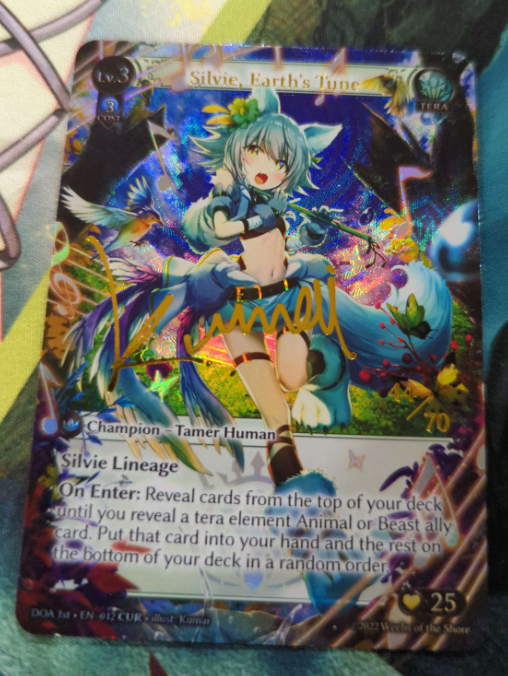 Lv.3
Silvie, Earth's Tune
3
COST
TERA
Kumaji
70
Champion – Tamer Human
Silvie Lineage
On Enter: Reveal cards from the top of your deck
until you reveal a tera element Animal or Beast ally
card. Put that card into your hand and the rest on
the bottom of your deck in a random order.
25
DOA 1st • EN-012 CUR • illust: Kumaji
©2022 Weebs of the Shore